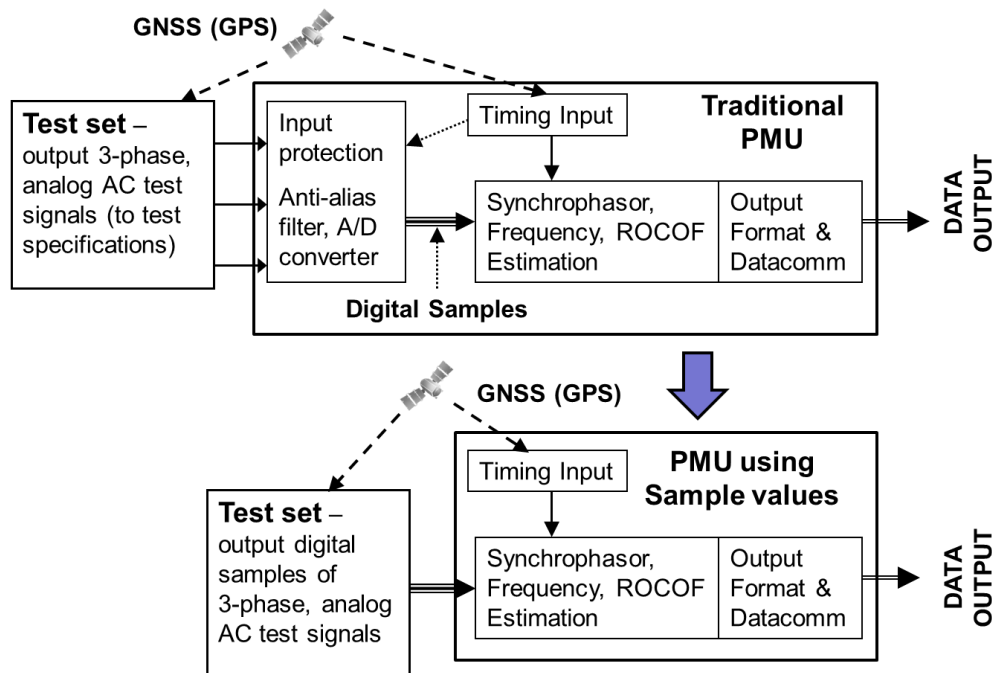 GNSS (GPS)
Test set –
output 3-phase,
analog AC test
signals (to test
specifications)
Input
protection
Anti-alias
filter, A/D
converter
Timing Input
Traditional
PMU
Synchrophasor,
Frequency, ROCOF
Estimation
Output
Format &
Datacomm
DATA
OUTPUT
Digital Samples
GNSS (GPS)
Test set –
output digital
samples of
3-phase, analog
AC test signals
Timing Input
PMU using
Sample values
Synchrophasor,
Frequency, ROCOF
Estimation
Output
Format &
Datacomm
DATA
OUTPUT